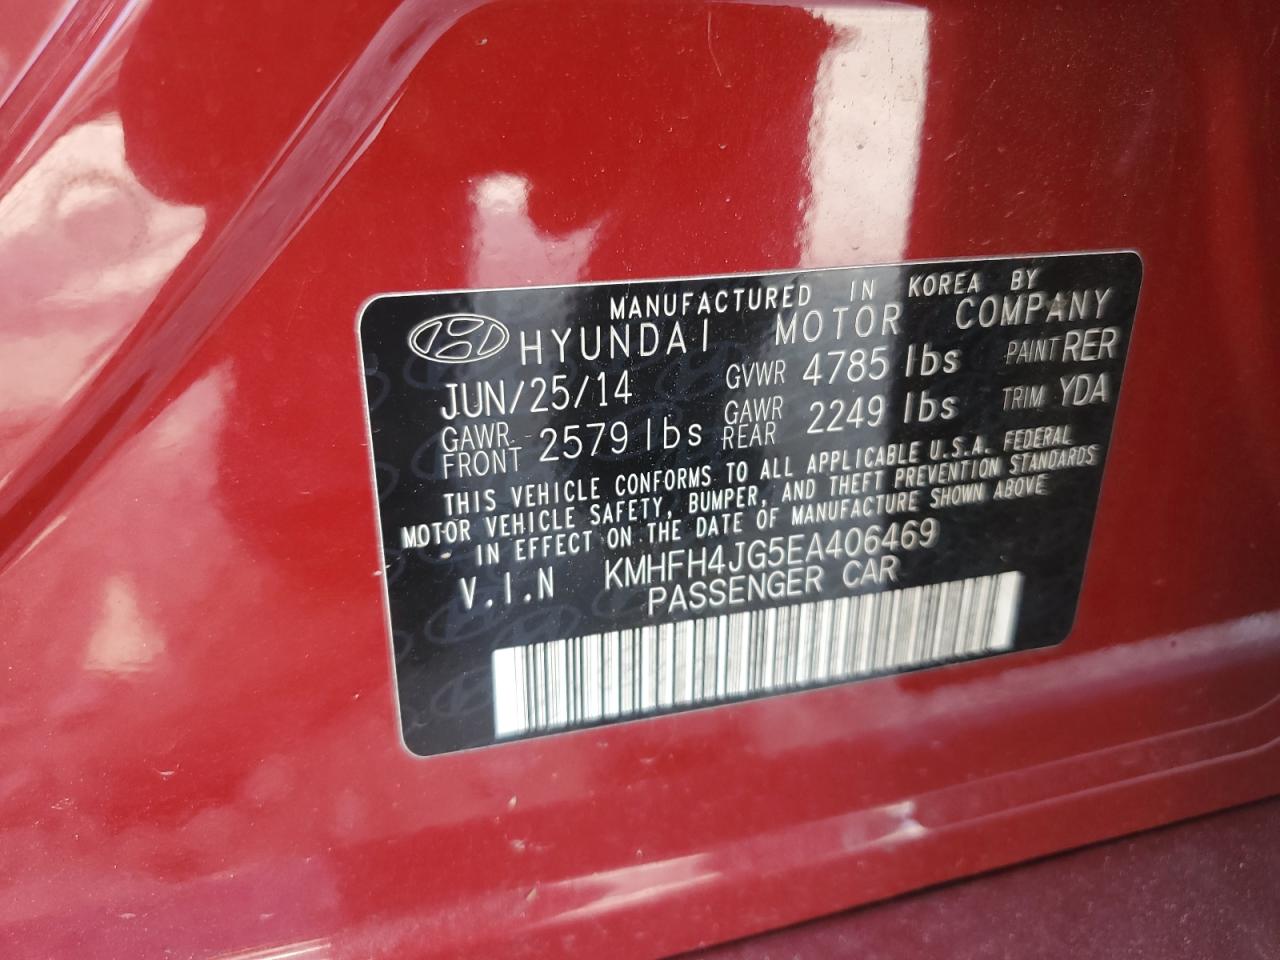 MANUFACTURED IN KOREA BY
HYUNDAI MOTOR COMPANY
JUN/25/14 GVWR 4785 lbs PAINT RER
GAWR FRONT 2579 lbs GAWR REAR 2249 lbs TRIM YDA
THIS VEHICLE CONFORMS TO ALL APPLICABLE U.S.A. FEDERAL
MOTOR VEHICLE SAFETY, BUMPER, AND THEFT PREVENTION STANDARDS
IN EFFECT ON THE DATE OF MANUFACTURE SHOWN ABOVE
V.I.N KMHFH4JG5EA406469
PASSENGER CAR